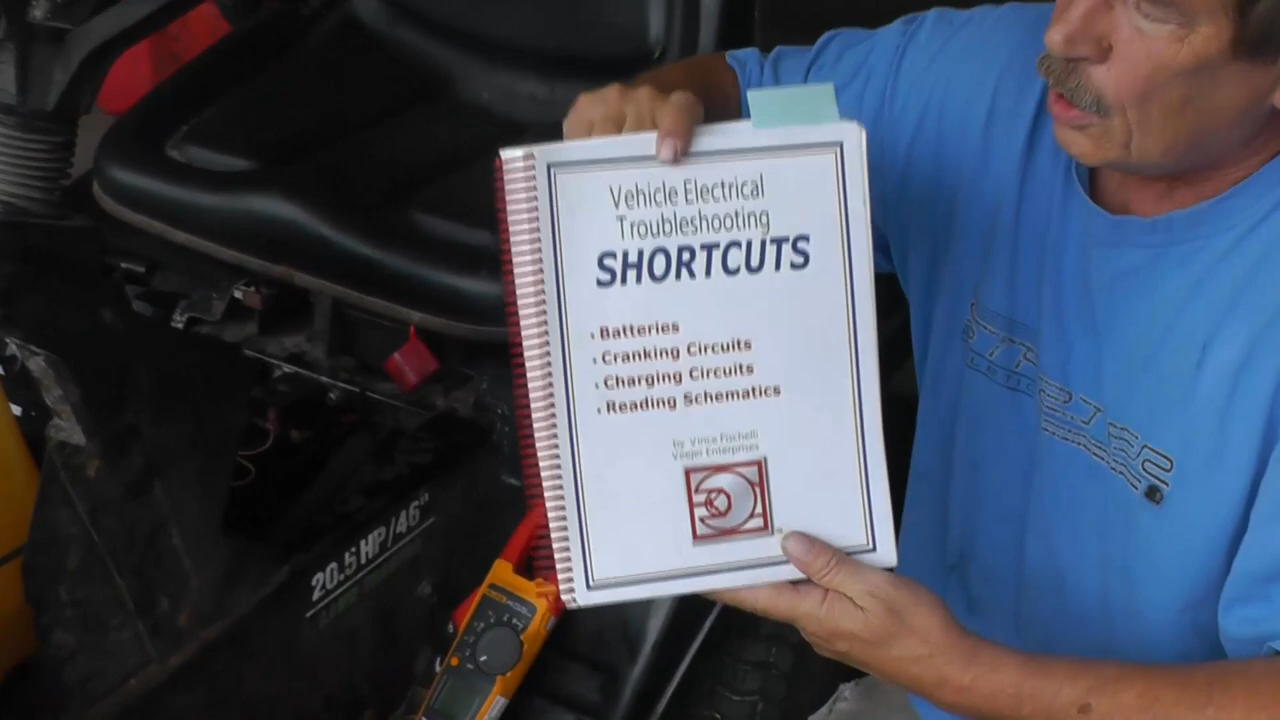 Vehicle Electrical
Troubleshooting
SHORTCUTS
Batteries
Cranking Circuits
Charging Circuits
Reading Schematics
by Vince Fischelli
Veejer Enterprises
20.5 HP/46"